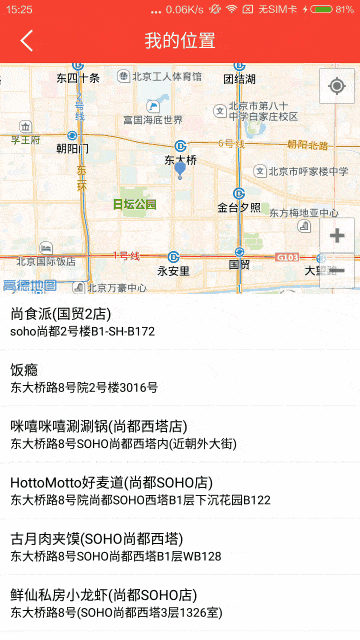 15:25
... 0.06K/s 无SIM卡 81%
我的位置
东四十条
北京工人体育馆
团结湖
2号线
富国海底世界
北京市第八十
中学白家庄校区
孚王府
朝阳门
东大桥
6号线
朝阳北路
东二环
北京市呼家楼中学
日坛公园
金台夕照
东方梅地亚中心
北京国际饭店
1号线
永安里
国贸
G103
大望路
高德地图
北京万豪中心
尚食派(国贸2店)
soho尚都2号楼B1-SH-B172
饭瘾
东大桥路8号院2号楼3016号
咪嘻咪嘻涮涮锅(尚都西塔店)
东大桥路8号SOHO尚都西塔内(近朝外大街)
HottoMotto好麦道(尚都SOHO店)
东大桥路8号院尚都SOHO西塔B1层下沉花园B122
古月肉夹馍(SOHO尚都西塔)
东大桥路8号SOHO尚都西塔B1层WB128
鲜仙私房小龙虾(尚都SOHO店)
东大桥路8号(SOHO尚都西塔3层1326室)